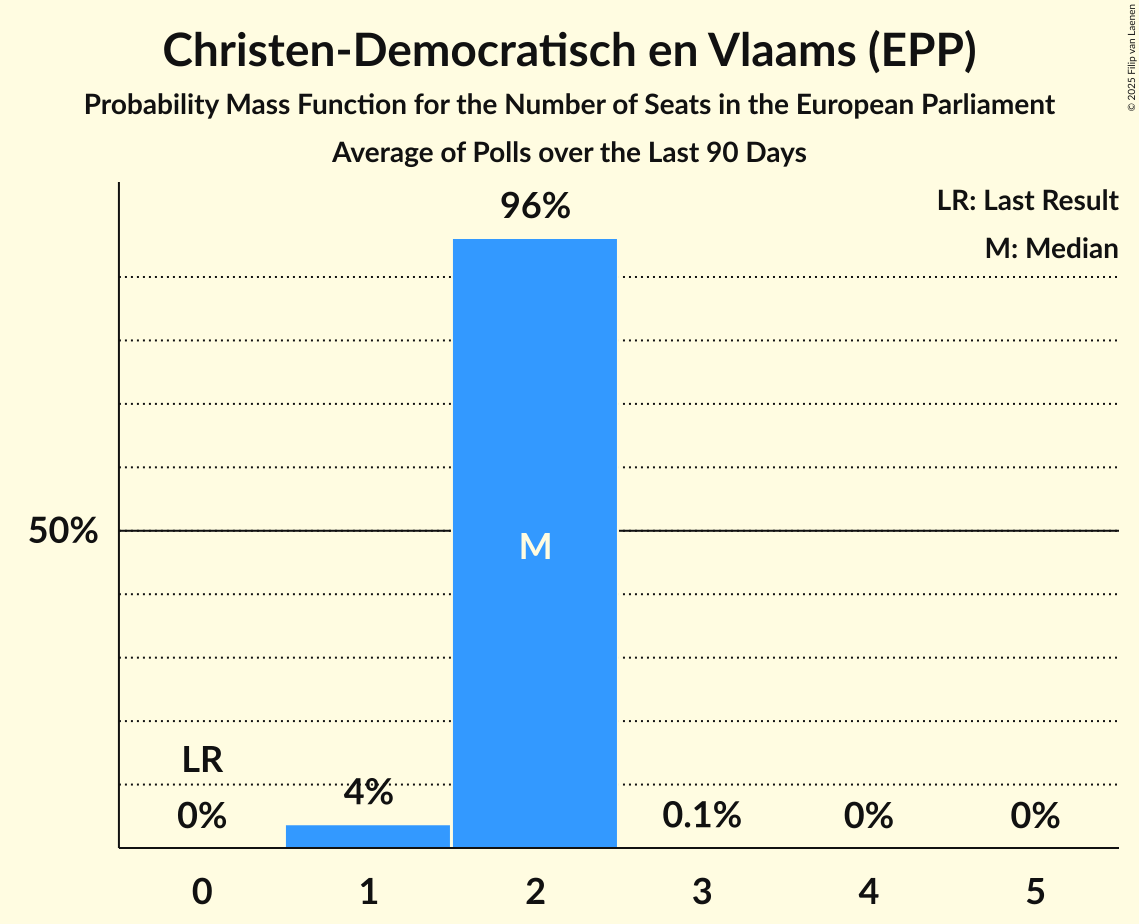 Christen-Democratisch en Vlaams (EPP)
Probability Mass Function for the Number of Seats in the European Parliament
Average of Polls over the Last 90 Days
© 2025 Filip van Laenen
LR: Last Result
M: Median
96%
50%
M
LR
0%
4%
0.1%
0%
0%
0
1
2
3
4
5